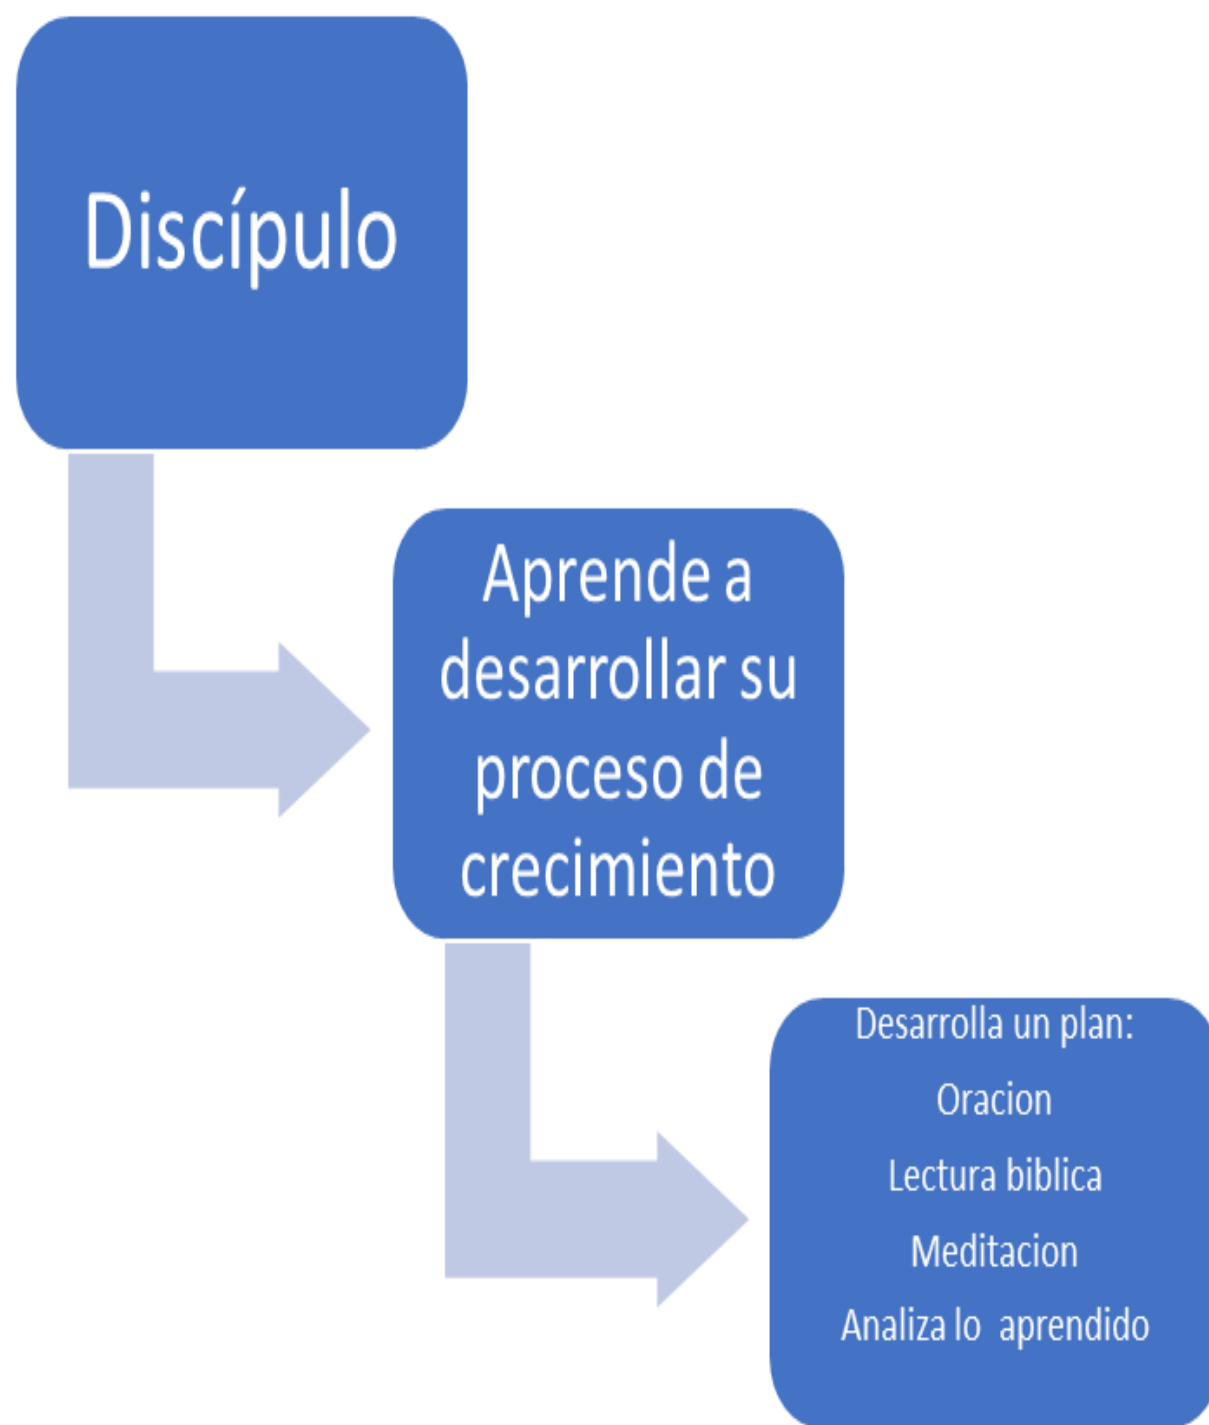 Discípulo
Aprende a
desarrollar su
proceso de
crecimiento
Desarrolla un plan:
Oracion
Lectura biblica
Meditacion
Analiza lo aprendido